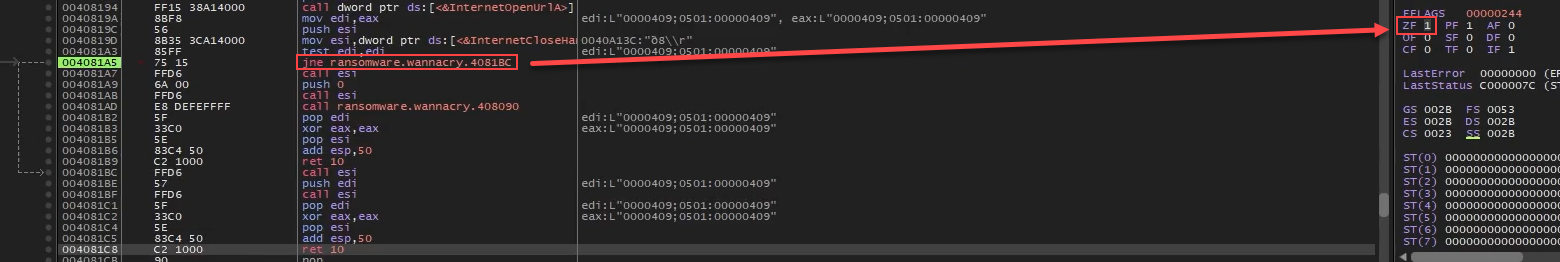 00408194 FF15 38A14000 call dword ptr ds:[<&InternetOpenUrlA>]
0040819A 8BF8 mov edi,eax edi:L"0000409;0501:00000409", eax:L"0000409;0501:00000409"
0040819C 56 push esi
0040819D 8B35 3CA14000 mov esi,dword ptr ds:[<&InternetCloseHan 0040A13C:"ð8\\r"
004081A3 85FF test edi,edi edi:L"0000409;0501:00000409"
004081A5 75 15 jne ransomware.wannacry.4081BC
004081A7 FFD6 call esi
004081A9 6A 00 push 0
004081AB FFD6 call esi
004081AD E8 DEFEFFFF call ransomware.wannacry.408090
004081B2 5F pop edi edi:L"0000409;0501:00000409"
004081B3 33C0 xor eax,eax eax:L"0000409;0501:00000409"
004081B5 5E pop esi
004081B6 83C4 50 add esp,50
004081B9 C2 1000 ret 10
004081BC FFD6 call esi
004081BE 57 push edi edi:L"0000409;0501:00000409"
004081BF FFD6 call esi
004081C1 5F pop edi edi:L"0000409;0501:00000409"
004081C2 33C0 xor eax,eax eax:L"0000409;0501:00000409"
004081C4 5E pop esi
004081C5 83C4 50 add esp,50
004081C8 C2 1000 ret 10
004081CB 90 nop
EFLAGS 00000244
ZF 1 PF 1 AF 0
OF 0 SF 0 DF 0
CF 0 TF 0 IF 1
LastError 00000000 (ER
LastStatus C000007C (ST
GS 002B FS 0053
ES 002B DS 002B
CS 0023 SS 002B
ST(0) 0000000000000000
ST(1) 0000000000000000
ST(2) 0000000000000000
ST(3) 0000000000000000
ST(4) 0000000000000000
ST(5) 0000000000000000
ST(6) 0000000000000000
ST(7) 0000000000000000